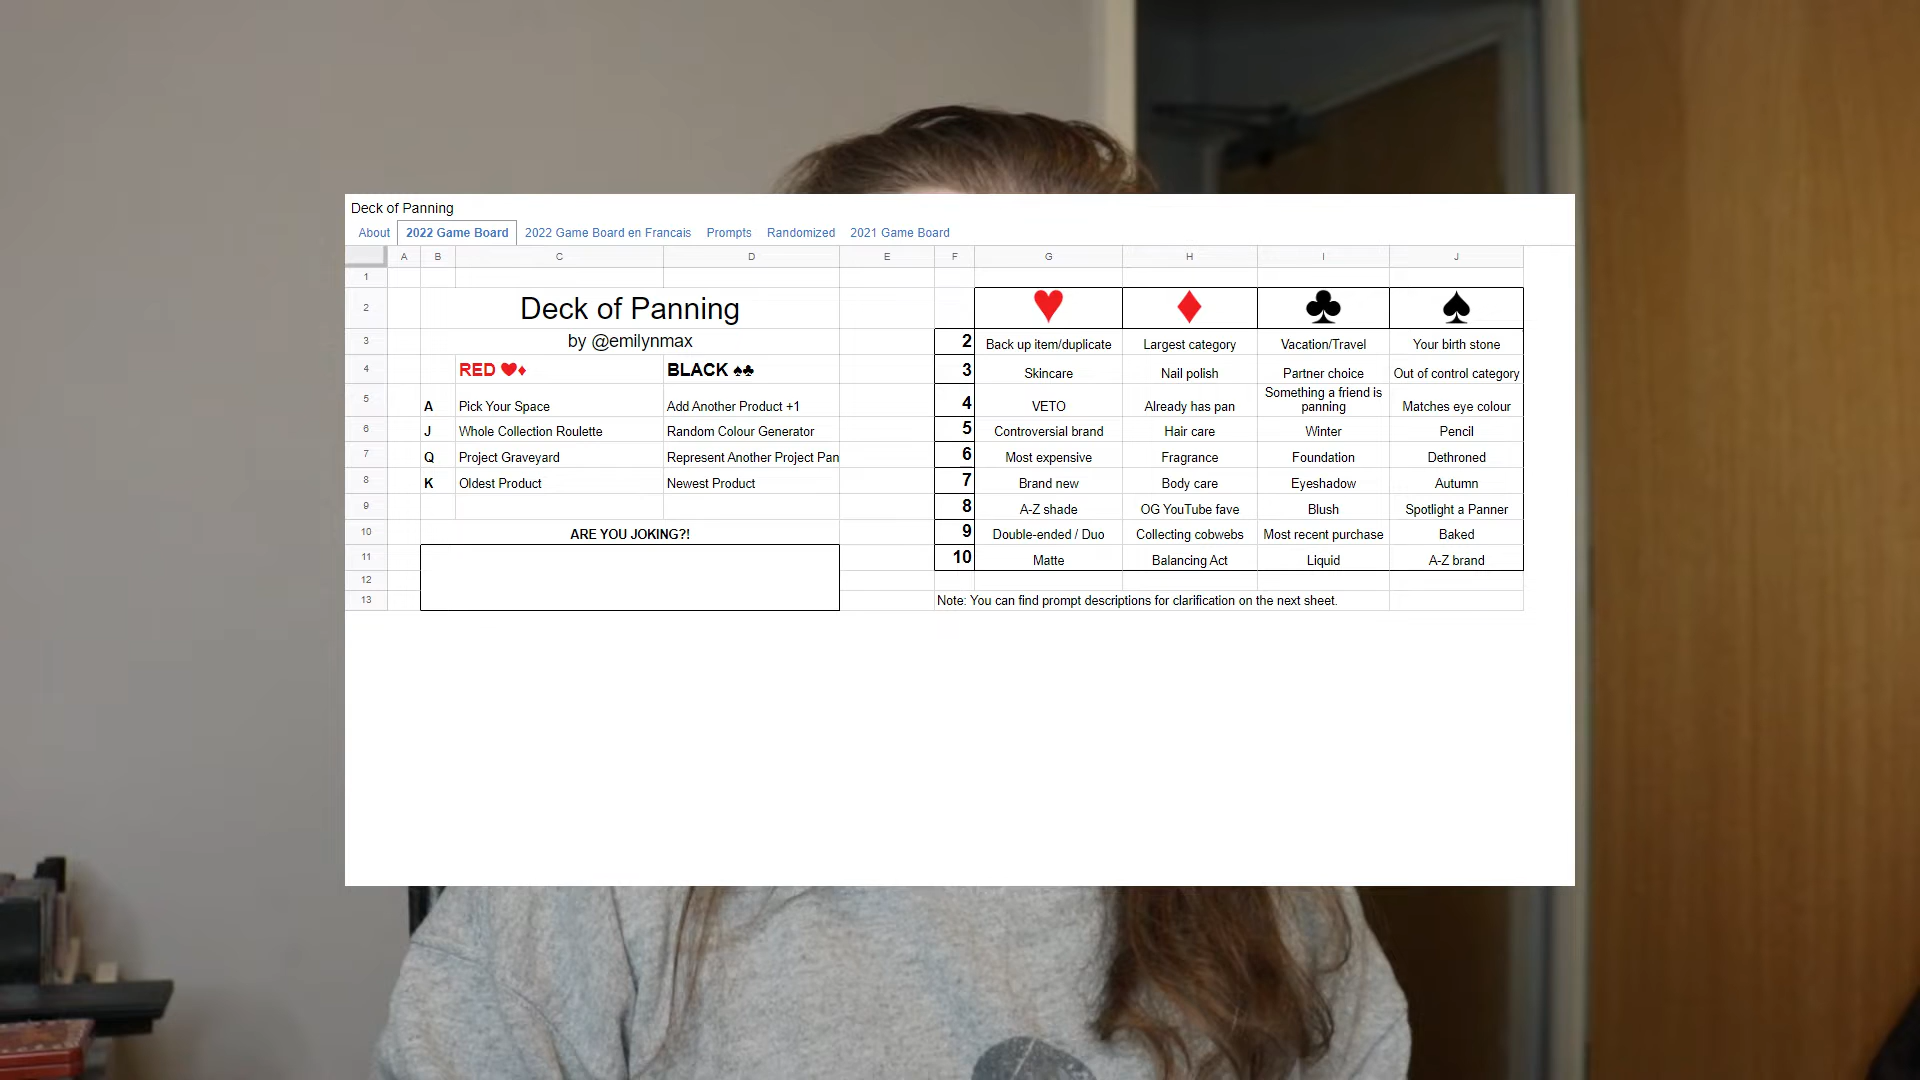 Deck of Panning
About 2022 Game Board 2022 Game Board en Francais Prompts Randomized 2021 Game Board
A B C D E F G H I J
1
2 Deck of Panning ♥ ♦ ♣ ♠
3 by @emilynmax 2 Back up item/duplicate Largest category Vacation/Travel Your birth stone
4 RED ♥♦ BLACK ♠♣ 3 Skincare Nail polish Partner choice Out of control category
5 A Pick Your Space Add Another Product +1 4 VETO Already has pan Something a friend is
panning Matches eye colour
6 J Whole Collection Roulette Random Colour Generator 5 Controversial brand Hair care Winter Pencil
7 Q Project Graveyard Represent Another Project Pan 6 Most expensive Fragrance Foundation Dethroned
8 K Oldest Product Newest Product 7 Brand new Body care Eyeshadow Autumn
9 8 A-Z shade OG YouTube fave Blush Spotlight a Panner
10 ARE YOU JOKING?! 9 Double-ended / Duo Collecting cobwebs Most recent purchase Baked
11 10 Matte Balancing Act Liquid A-Z brand
12
13 Note: You can find prompt descriptions for clarification on the next sheet.